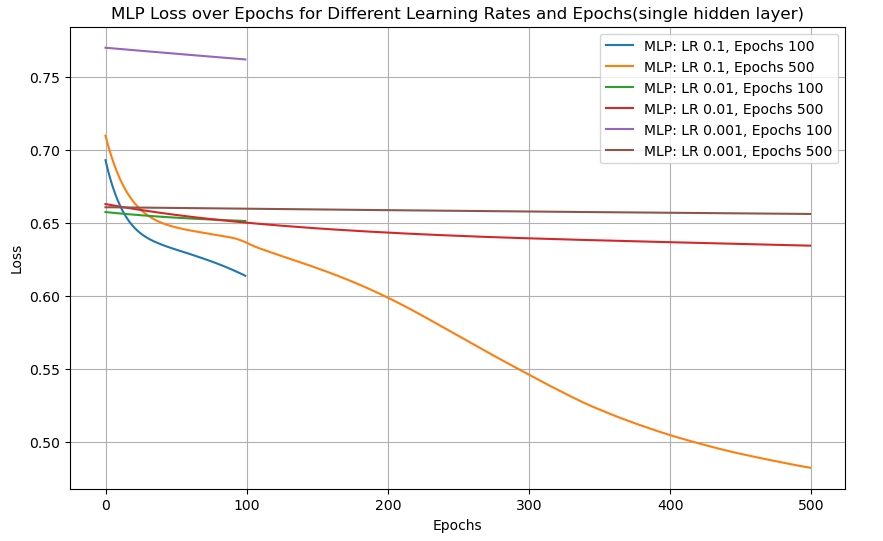 MLP Loss over Epochs for Different Learning Rates and Epochs(single hidden layer)
MLP: LR 0.1, Epochs 100
MLP: LR 0.1, Epochs 500
MLP: LR 0.01, Epochs 100
MLP: LR 0.01, Epochs 500
MLP: LR 0.001, Epochs 100
MLP: LR 0.001, Epochs 500
Loss
0.75
0.70
0.65
0.60
0.55
0.50
0 100 200 300 400 500
Epochs